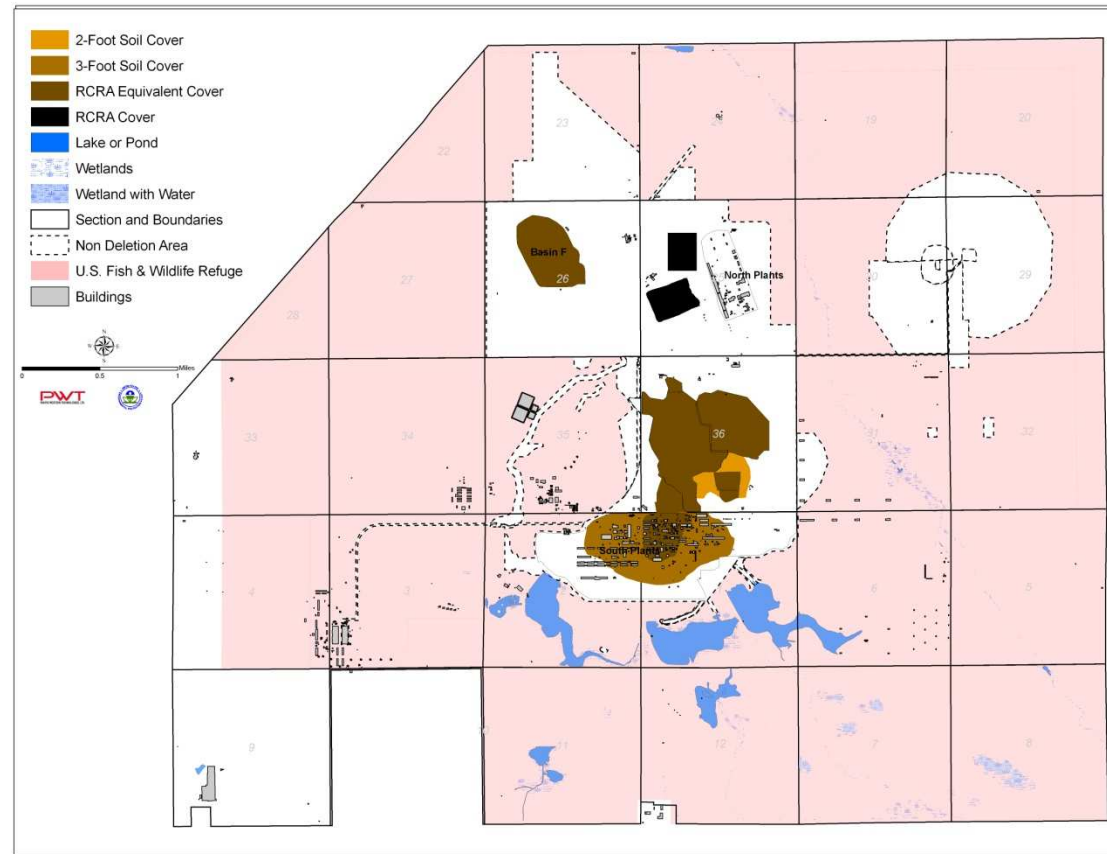 2-Foot Soil Cover
3-Foot Soil Cover
RCRA Equivalent Cover
RCRA Cover
Lake or Pond
Wetlands
Wetland with Water
Section and Boundaries
Non Deletion Area
U.S. Fish & Wildlife Refuge
Buildings
N
W
E
S
0
0.5
1
Miles
PWT
22
23
24
19
20
28
27
Basin F
26
North Plants
30
29
33
34
35
36
31
32
4
3
South Plants
6
5
9
11
12
7
8